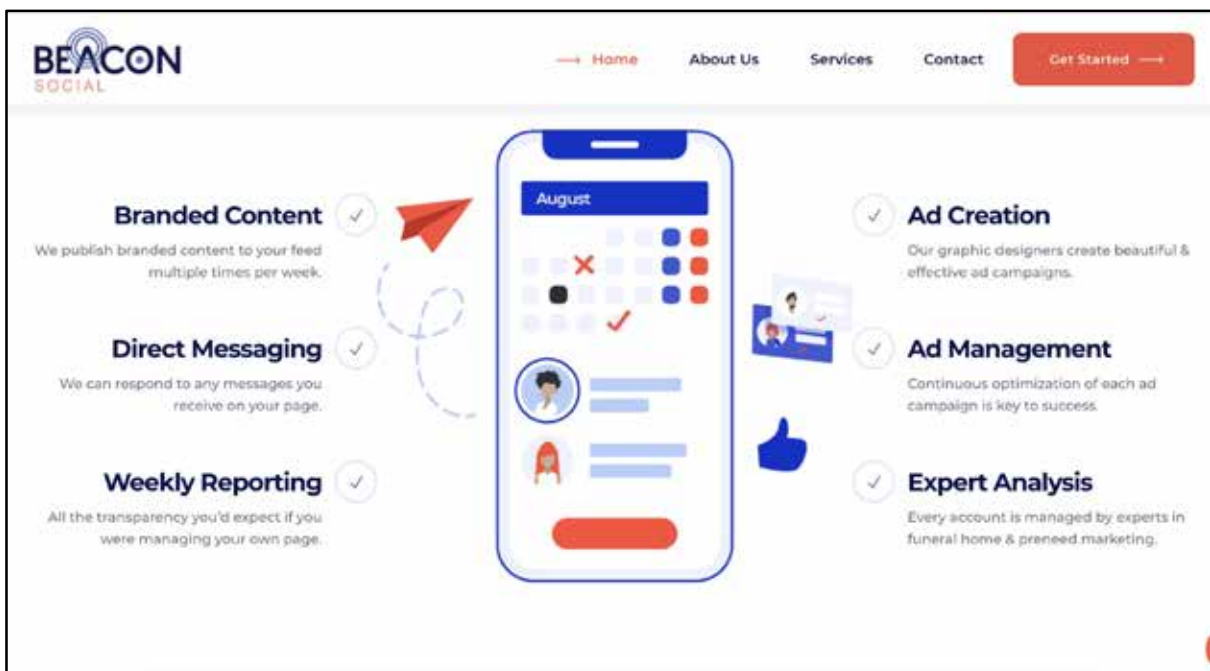 BEACON
SOCIAL
Home
About Us
Services
Contact
Get Started
Branded Content
We publish branded content to your feed
multiple times per week.
Direct Messaging
We can respond to any messages you
receive on your page.
Weekly Reporting
All the transparency you'd expect if you
were managing your own page.
August
Ad Creation
Our graphic designers create beautiful &
effective ad campaigns.
Ad Management
Continuous optimization of each ad
campaign is key to success.
Expert Analysis
Every account is managed by experts in
funeral home & preneed marketing.